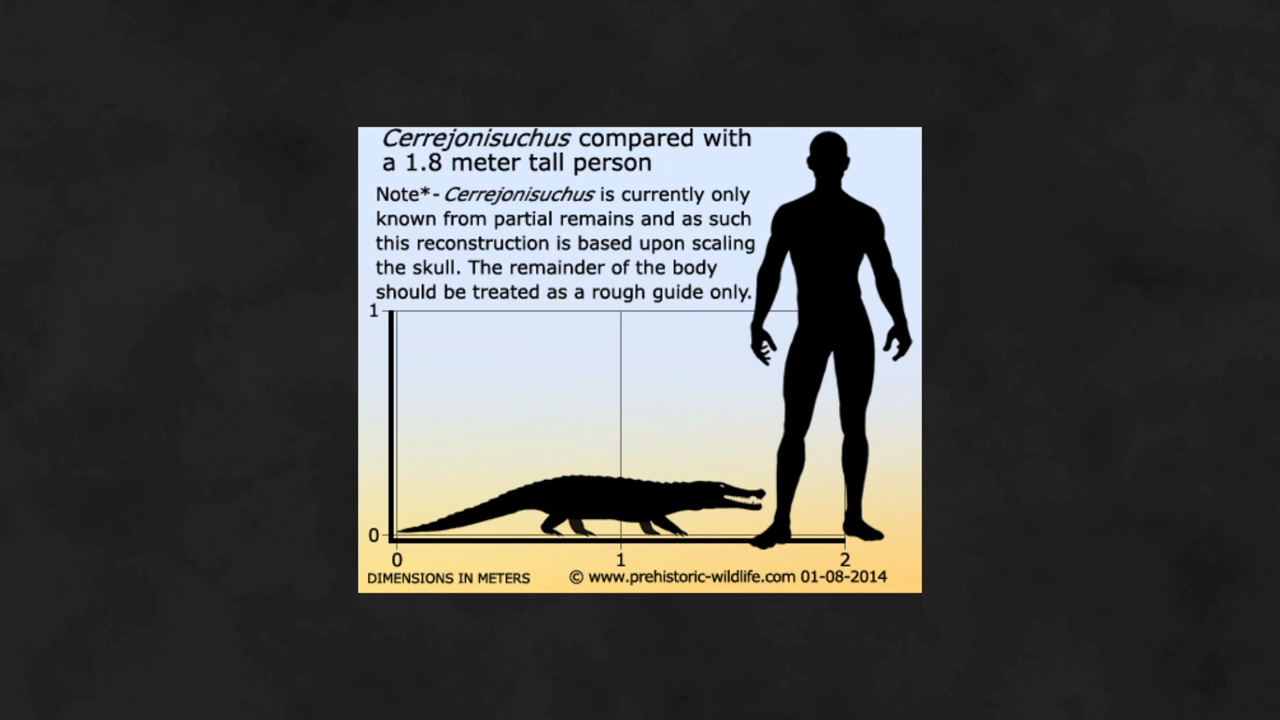 Cerrejonisuchus compared with
a 1.8 meter tall person
Note*- Cerrejonisuchus is currently only
known from partial remains and as such
this reconstruction is based upon scaling
the skull. The remainder of the body
should be treated as a rough guide only.
1
0
0 1 2
DIMENSIONS IN METERS © www.prehistoric-wildlife.com 01-08-2014